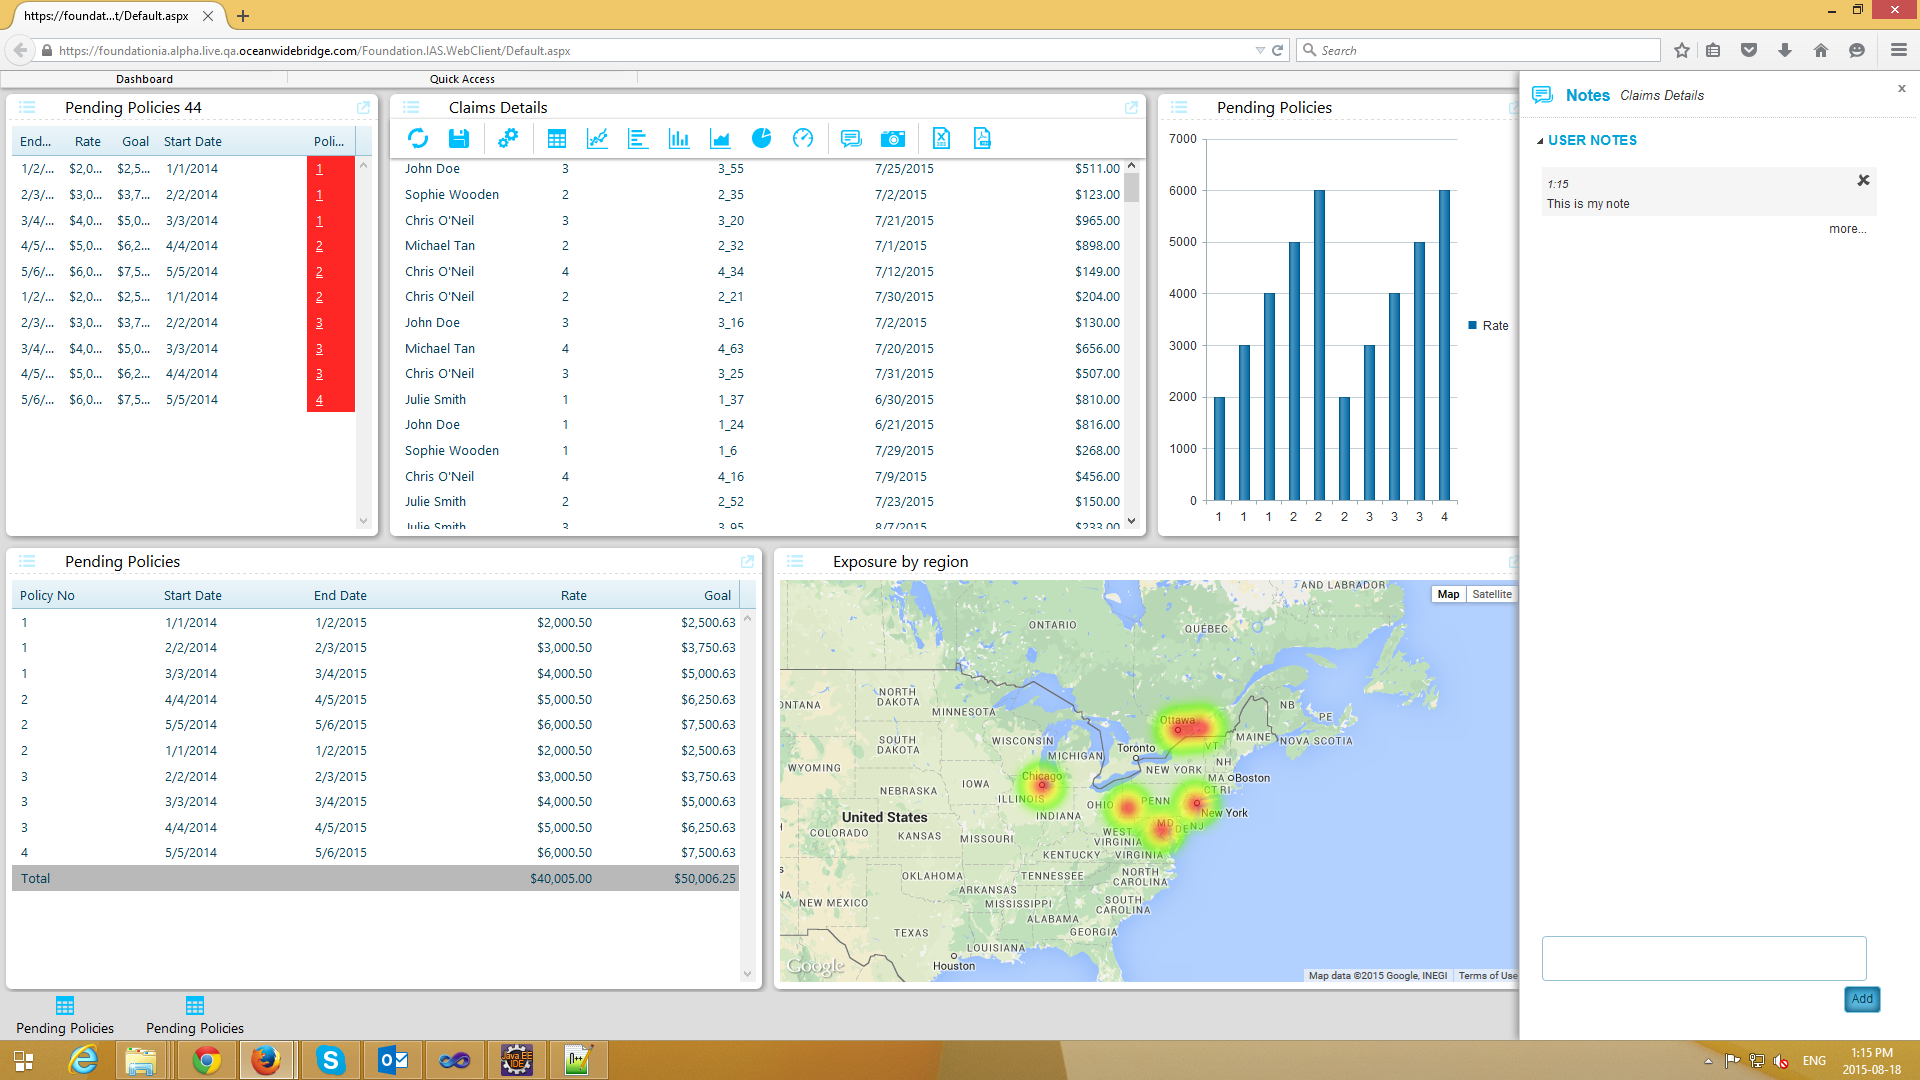 https://foundat...t/Default.aspx
https://foundationia.alpha.live.qa.oceanwidebridge.com/Foundation.IAS.WebClient/Default.aspx
Search
Dashboard Quick Access
Pending Policies 44
End... Rate Goal Start Date Poli...
1/2/... $2,0... $2,5... 1/1/2014 1
2/3/... $3,0... $3,7... 2/2/2014 1
3/4/... $4,0... $5,0... 3/3/2014 1
4/5/... $5,0... $6,2... 4/4/2014 2
5/6/... $6,0... $7,5... 5/5/2014 2
1/2/... $2,0... $2,5... 1/1/2014 2
2/3/... $3,0... $3,7... 2/2/2014 3
3/4/... $4,0... $5,0... 3/3/2014 3
4/5/... $5,0... $6,2... 4/4/2014 3
5/6/... $6,0... $7,5... 5/5/2014 4
Claims Details
John Doe 3 3_55 7/25/2015 $511.00
Sophie Wooden 2 2_35 7/2/2015 $123.00
Chris O'Neil 3 3_20 7/21/2015 $965.00
Michael Tan 2 2_32 7/1/2015 $898.00
Chris O'Neil 4 4_34 7/12/2015 $149.00
Chris O'Neil 2 2_21 7/30/2015 $204.00
John Doe 3 3_16 7/2/2015 $130.00
Michael Tan 4 4_63 7/20/2015 $656.00
Chris O'Neil 3 3_25 7/31/2015 $507.00
Julie Smith 1 1_37 6/30/2015 $810.00
John Doe 1 1_24 6/21/2015 $816.00
Sophie Wooden 1 1_6 7/29/2015 $268.00
Chris O'Neil 4 4_16 7/9/2015 $456.00
Julie Smith 2 2_52 7/23/2015 $150.00
Julie Smith 3 3_95 8/7/2015 $233.00
Pending Policies
7000
6000
5000
4000
3000
2000
1000
0
1 1 1 2 2 2 3 3 3 4
Rate
Notes Claims Details
x
USER NOTES
1:15
This is my note
more...
Add
Pending Policies
Policy No Start Date End Date Rate Goal
1 1/1/2014 1/2/2015 $2,000.50 $2,500.63
1 2/2/2014 2/3/2015 $3,000.50 $3,750.63
1 3/3/2014 3/4/2015 $4,000.50 $5,000.63
2 4/4/2014 4/5/2015 $5,000.50 $6,250.63
2 5/5/2014 5/6/2015 $6,000.50 $7,500.63
2 1/1/2014 1/2/2015 $2,000.50 $2,500.63
3 2/2/2014 2/3/2015 $3,000.50 $3,750.63
3 3/3/2014 3/4/2015 $4,000.50 $5,000.63
3 4/4/2014 4/5/2015 $5,000.50 $6,250.63
4 5/5/2014 5/6/2015 $6,000.50 $7,500.63
Total $40,005.00 $50,006.25
Exposure by region
AND LABRADOR
Map Satellite
ONTARIO
QUÉBEC
NORTH DAKOTA
ONTANA
MINNESOTA
NB
PE
Ottawa
SOUTH DAKOTA
WISCONSIN
MICHIGAN
Toronto
VT
MAINE
NOVA SCOTIA
WYOMING
NH
NEW YORK
MA
Boston
Chicago
IOWA
NEBRASKA
ILLINOIS
OHIO
PENN
CT RI
INDIANA
New York
United States
MD
DE NJ
COLORADO
KANSAS
MISSOURI
WEST VIRGINIA
KENTUCKY
VIRGINIA
OKLAHOMA
TENNESSEE
NORTH CAROLINA
ARKANSAS
NEW MEXICO
MISSISSIPPI
SOUTH CAROLINA
ALABAMA
TEXAS
GEORGIA
LOUISIANA
Houston
Google
Map data ©2015 Google, INEGI Terms of Use
Pending Policies Pending Policies
Java EE
IDE
ENG
1:15 PM
2015-08-18